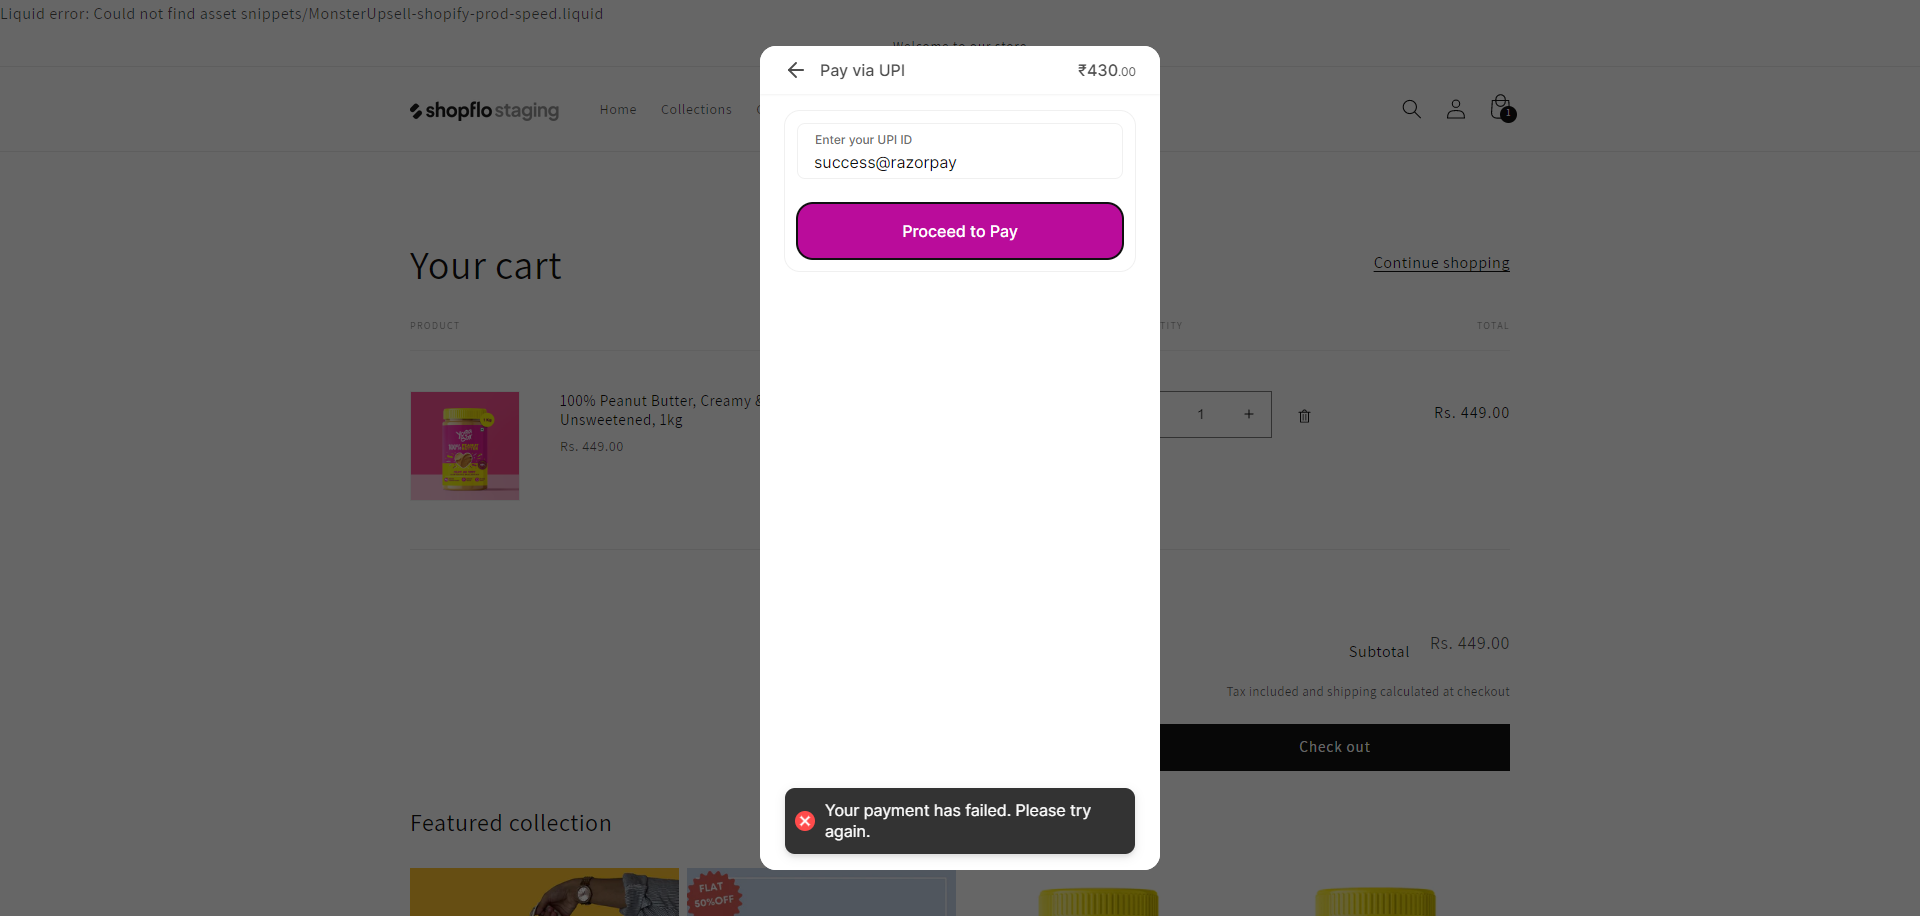 Liquid error: Could not find asset snippets/MonsterUpsell-shopify-prod-speed.liquid
Welcome to our store
shopflo staging
Home
Collections
1
Pay via UPI
₹430.00
Enter your UPI ID
success@razorpay
Proceed to Pay
Your cart
Continue shopping
PRODUCT
TITY
TOTAL
100% Peanut Butter, Creamy &
Unsweetened, 1kg
Rs. 449.00
1
+
Rs. 449.00
Subtotal
Rs. 449.00
Tax included and shipping calculated at checkout
Check out
Your payment has failed. Please try
again.
Featured collection
FLAT
50%OFF